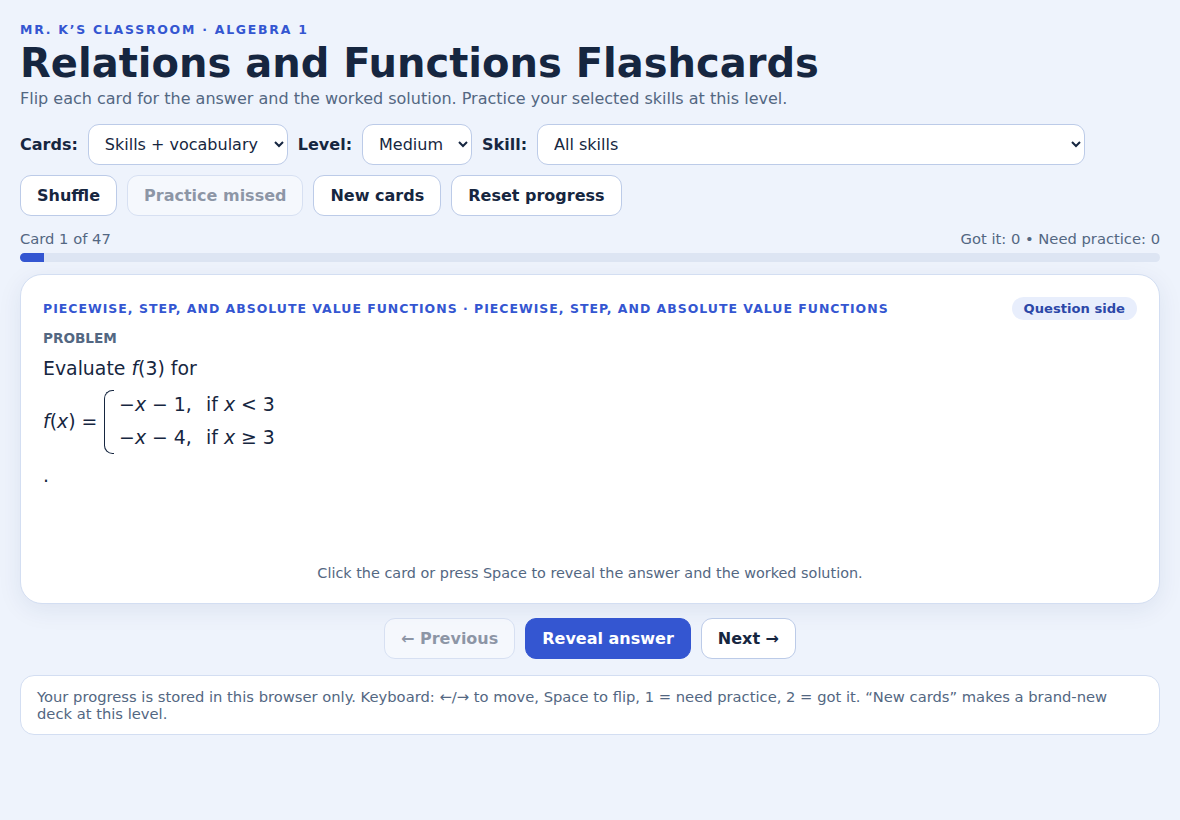 MR. K’S CLASSROOM · ALGEBRA 1
Relations and Functions Flashcards
Flip each card for the answer and the worked solution. Practice your selected skills at this level.
Cards: Skills + vocabulary Level: Medium Skill: All skills
Shuffle Practice missed New cards Reset progress
Card 1 of 47 Got it: 0 • Need practice: 0
PIECEWISE, STEP, AND ABSOLUTE VALUE FUNCTIONS · PIECEWISE, STEP, AND ABSOLUTE VALUE FUNCTIONS Question side
PROBLEM
Evaluate f(3) for
f(x) = { −x − 1, if x < 3
−x − 4, if x ≥ 3
.
Click the card or press Space to reveal the answer and the worked solution.
← Previous Reveal answer Next →
Your progress is stored in this browser only. Keyboard: ←/→ to move, Space to flip, 1 = need practice, 2 = got it. “New cards” makes a brand-new
deck at this level.